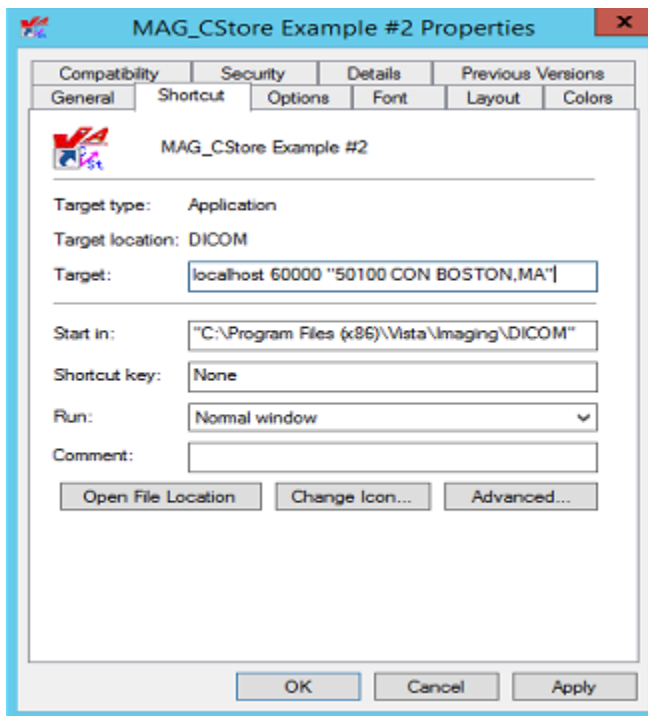 MAG_CStore Example #2 Properties
x
Compatibility Security Details Previous Versions
General Shortcut Options Font Layout Colors
MAG_CStore Example #2
Target type: Application
Target location: DICOM
Target: localhost 60000 "50100 CON BOSTON,MA"
Start in: "C:\Program Files (x86)\Vista\Imaging\DICOM"
Shortcut key: None
Run: Normal window
Comment:
Open File Location Change Icon... Advanced...
OK Cancel Apply